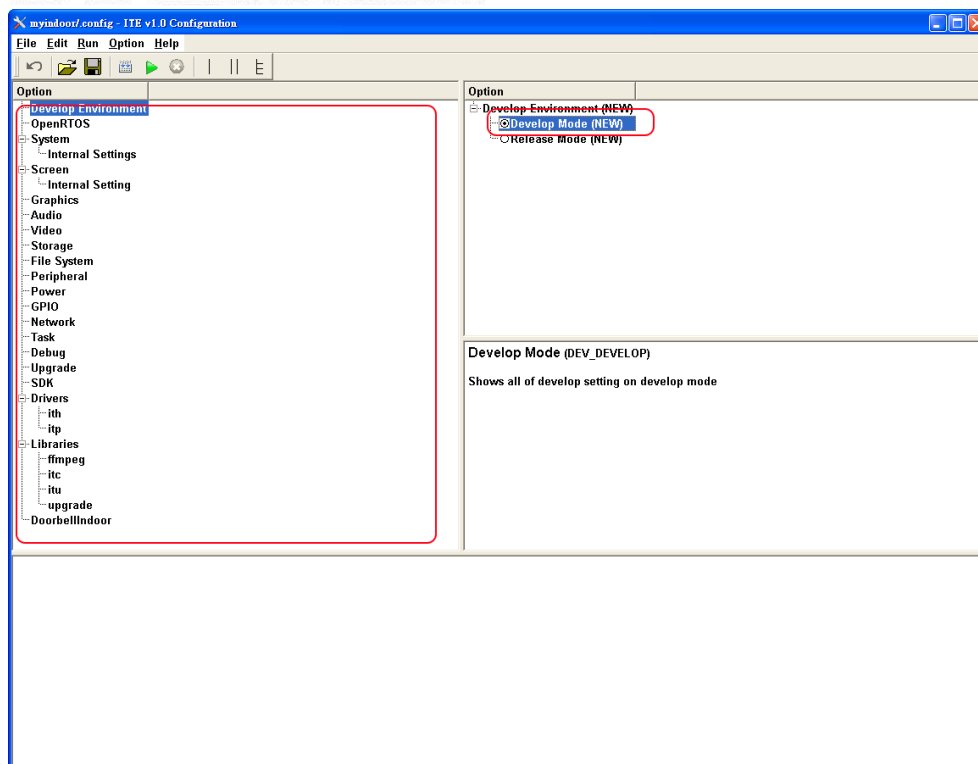 myindoor/.config - ITE v1.0 Configuration
File Edit Run Option Help
Option
Develop Environment
OpenRTOS
System
Internal Settings
Screen
Internal Setting
Graphics
Audio
Video
Storage
File System
Peripheral
Power
GPIO
Network
Task
Debug
Upgrade
SDK
Drivers
ith
itp
Libraries
ffmpeg
itc
itu
upgrade
DoorbellIndoor
Option
Develop Environment (NEW)
Develop Mode (NEW)
Release Mode (NEW)
Develop Mode (DEV_DEVELOP)
Shows all of develop setting on develop mode